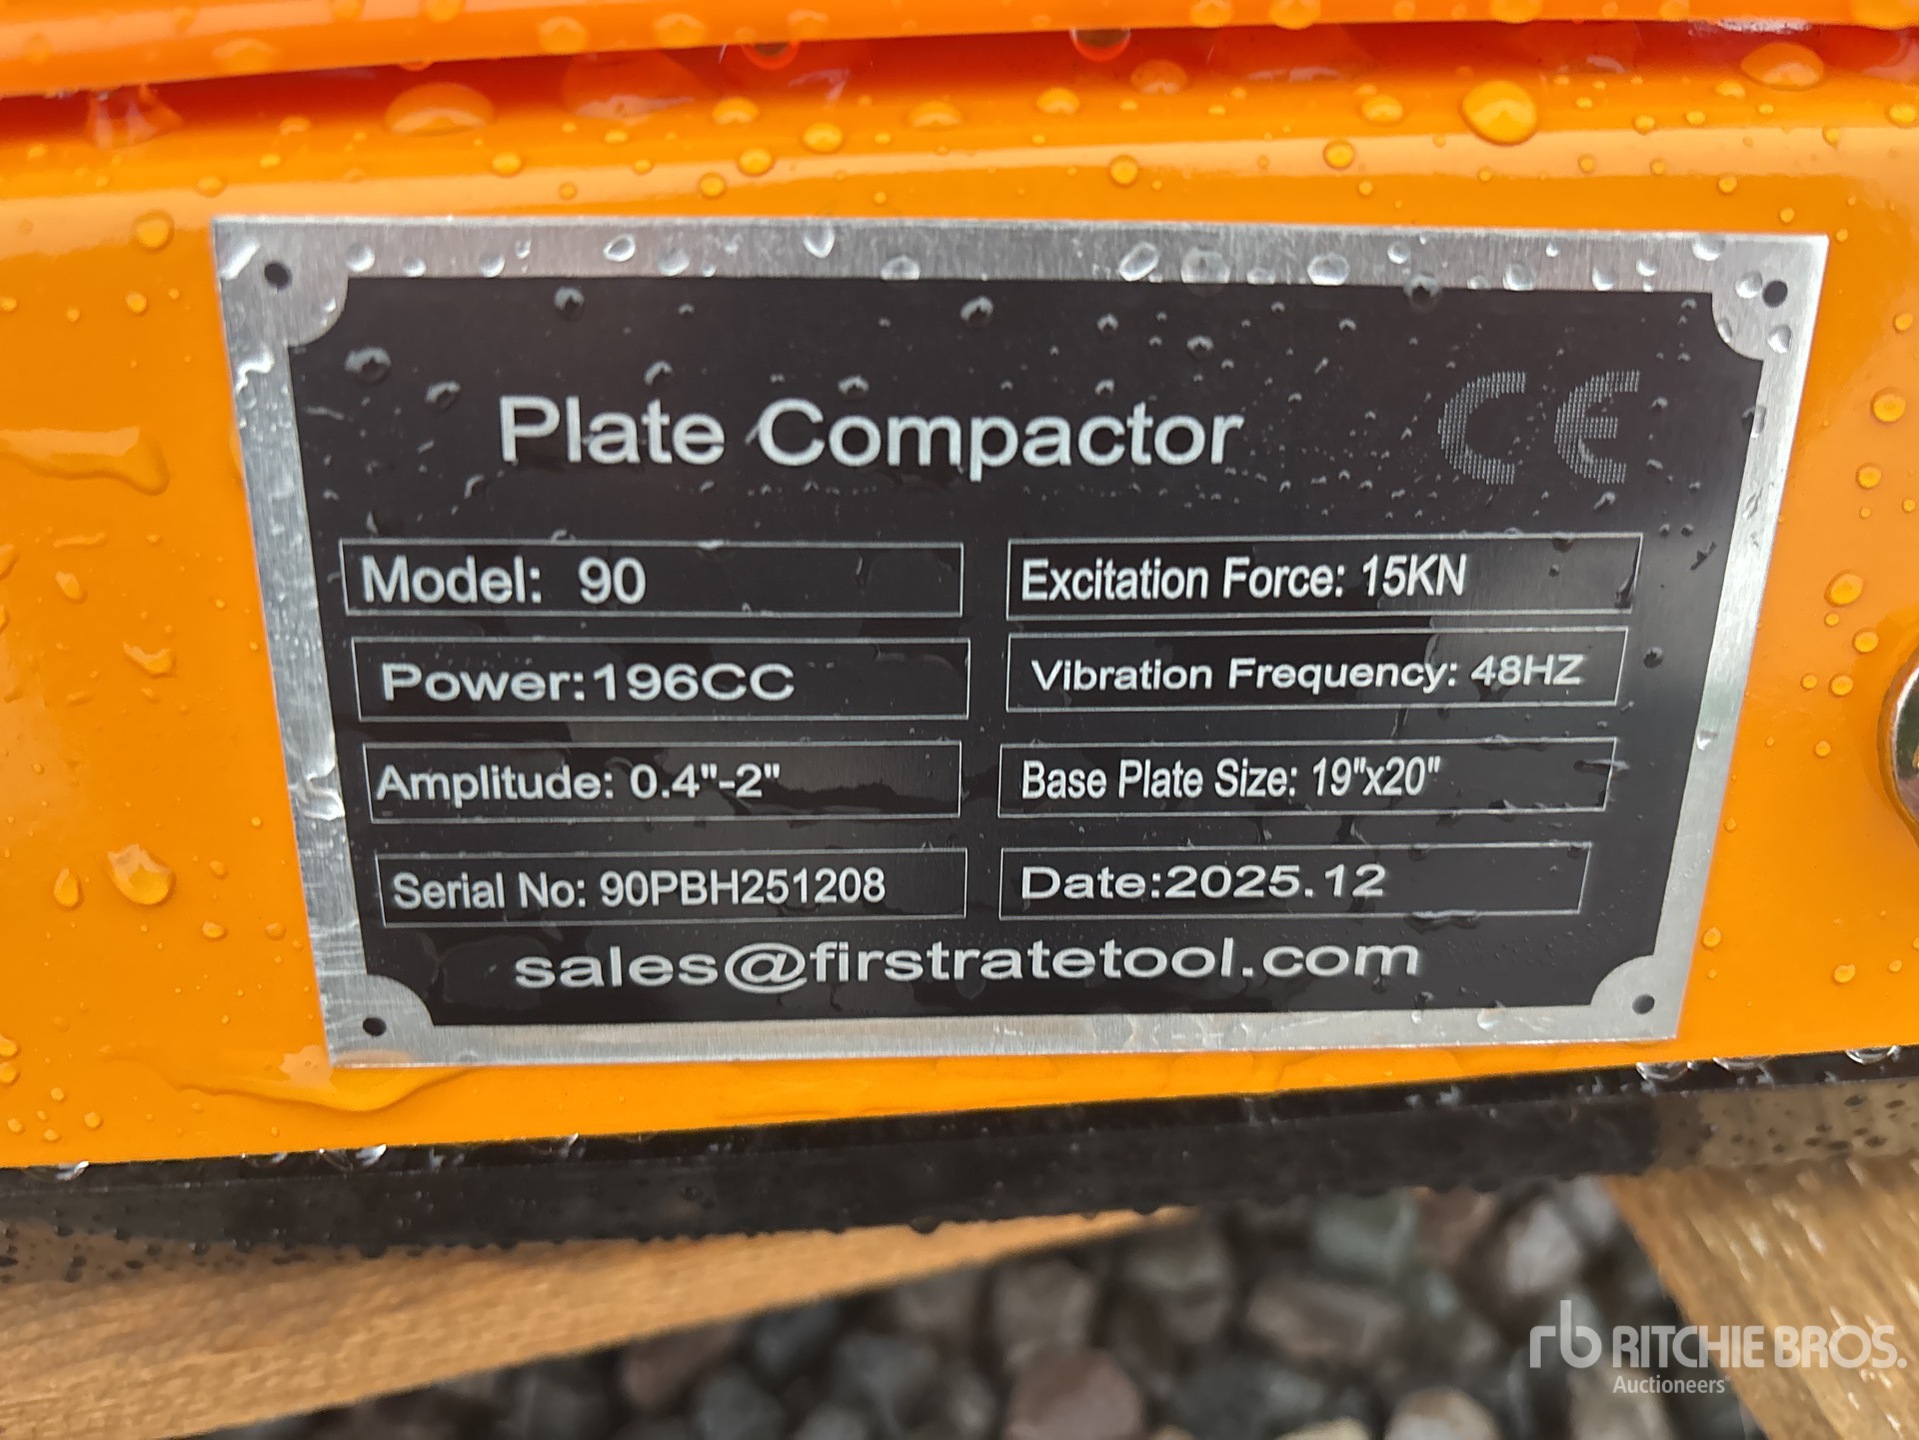 Plate Compactor CE
Model: 90
Excitation Force: 15KN
Power:196CC
Vibration Frequency: 48HZ
Amplitude: 0.4"-2"
Base Plate Size: 19"x20"
Serial No: 90PBH251208
Date:2025.12
sales@firstratetool.com
rb RITCHIE BROS.
Auctioneers